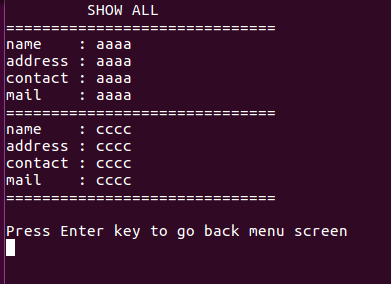 SHOW ALL
==============================
name    : aaaa
address : aaaa
contact : aaaa
mail    : aaaa
==============================
name    : cccc
address : cccc
contact : cccc
mail    : cccc
==============================
Press Enter key to go back menu screen